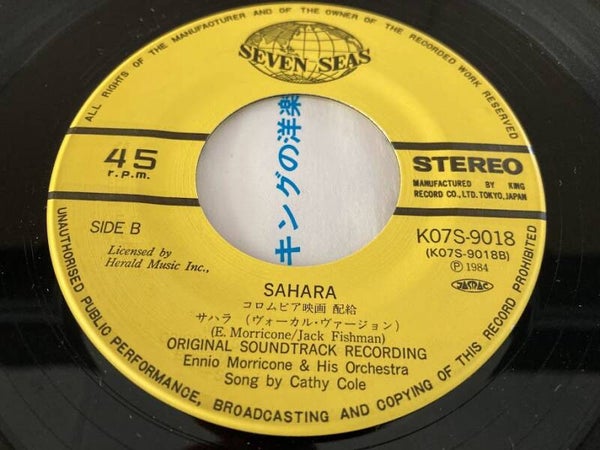 ALL RIGHTS OF THE MANUFACTURER AND OF THE OWNER OF THE RECORDED WORK RESERVED
SEVEN SEAS
キングの洋楽
45
r.p.m.
STEREO
MANUFACTURED BY KING
RECORD CO., LTD. TOKYO, JAPAN
SIDE B
K07S-9018
(K07S-9018B)
Ⓟ 1984
JASRAC
Licensed by
Herald Music Inc.,
SAHARA
コロムビア映画 配給
サハラ (ヴォーカル・ヴァージョン)
(E. Morricone/Jack Fishman)
ORIGINAL SOUNDTRACK RECORDING
Ennio Morricone & His Orchestra
Song by Cathy Cole
UNAUTHORISED PUBLIC PERFORMANCE, BROADCASTING AND COPYING OF THIS RECORD PROHIBITED